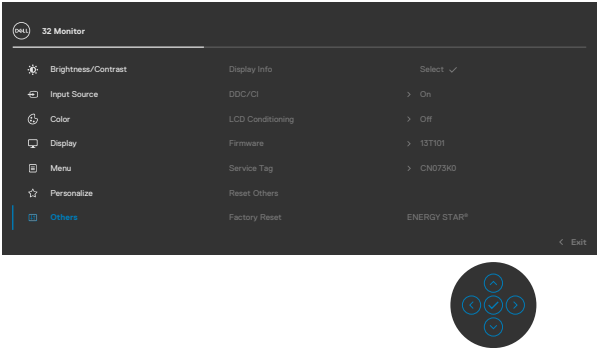 DELL 32 Monitor
Brightness/Contrast Display Info Select
Input Source DDC/CI On
Color LCD Conditioning Off
Display Firmware 13T101
Menu Service Tag CN073K0
Personalize Reset Others
Others Factory Reset ENERGY STAR®
Exit